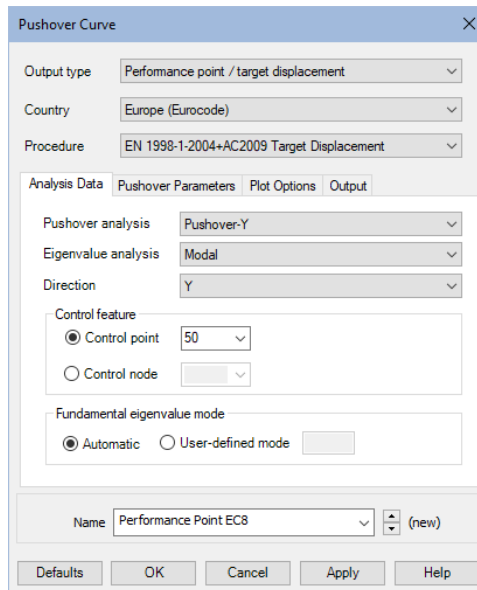 Pushover Curve
Output type Performance point / target displacement
Country Europe (Eurocode)
Procedure EN 1998-1-2004+AC2009 Target Displacement
Analysis Data Pushover Parameters Plot Options Output
Pushover analysis Pushover-Y
Eigenvalue analysis Modal
Direction Y
Control feature
Control point 50
Control node
Fundamental eigenvalue mode
Automatic User-defined mode
Name Performance Point EC8 (new)
Defaults OK Cancel Apply Help